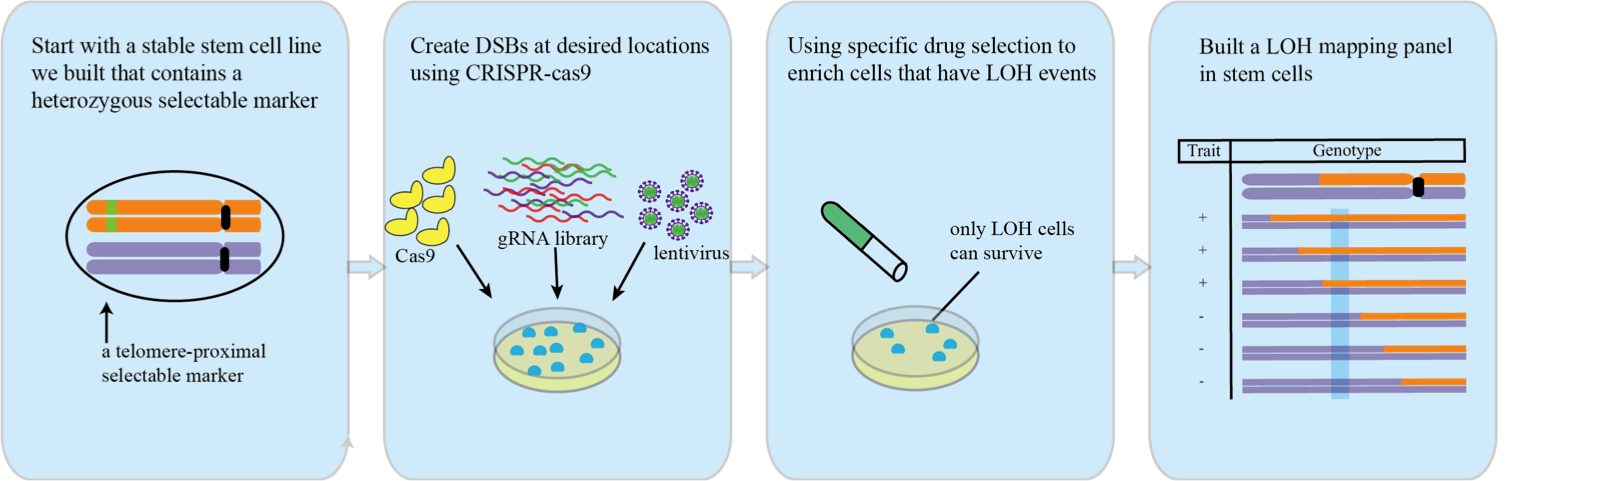 Start with a stable stem cell line
we built that contains a
heterozygous selectable marker
a telomere-proximal
selectable marker
Create DSBs at desired locations
using CRISPR-cas9
Cas9
gRNA library
lentivirus
Using specific drug selection to
enrich cells that have LOH events
only LOH cells
can survive
Built a LOH mapping panel
in stem cells
Trait Genotype
+
+
+
-
-
-